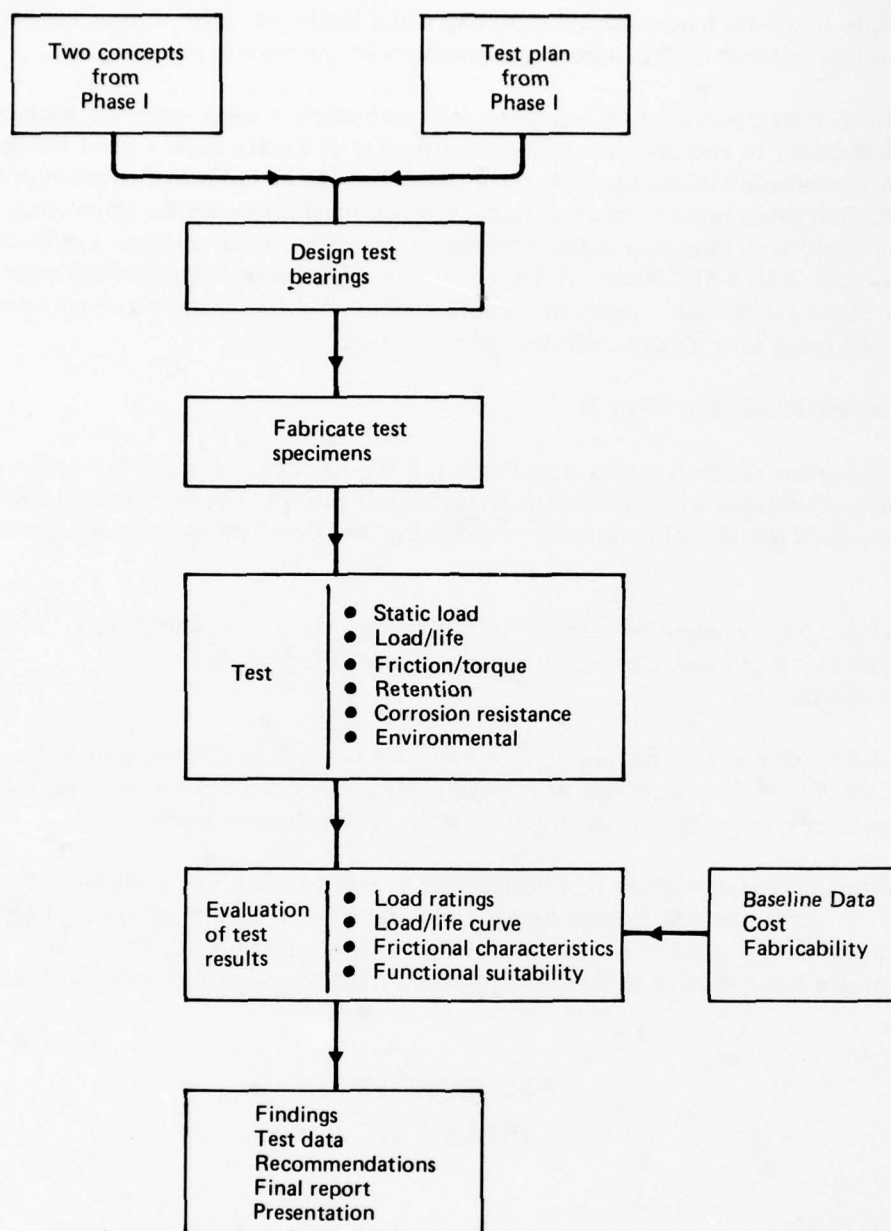 Two concepts
from
Phase I
Test plan
from
Phase I
Design test
bearings
Fabricate test
specimens
Test
● Static load
● Load/life
● Friction/torque
● Retention
● Corrosion resistance
● Environmental
Evaluation
of test
results
● Load ratings
● Load/life curve
● Frictional characteristics
● Functional suitability
Baseline Data
Cost
Fabricability
Findings
Test data
Recommendations
Final report
Presentation